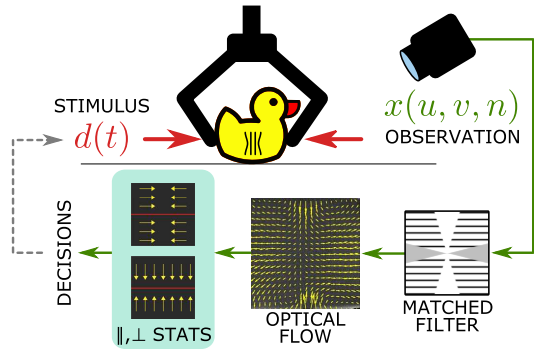 STIMULUS
d(t)
x(u, v, n)
OBSERVATION
DECISIONS
∥,⊥ STATS
OPTICAL
FLOW
MATCHED
FILTER